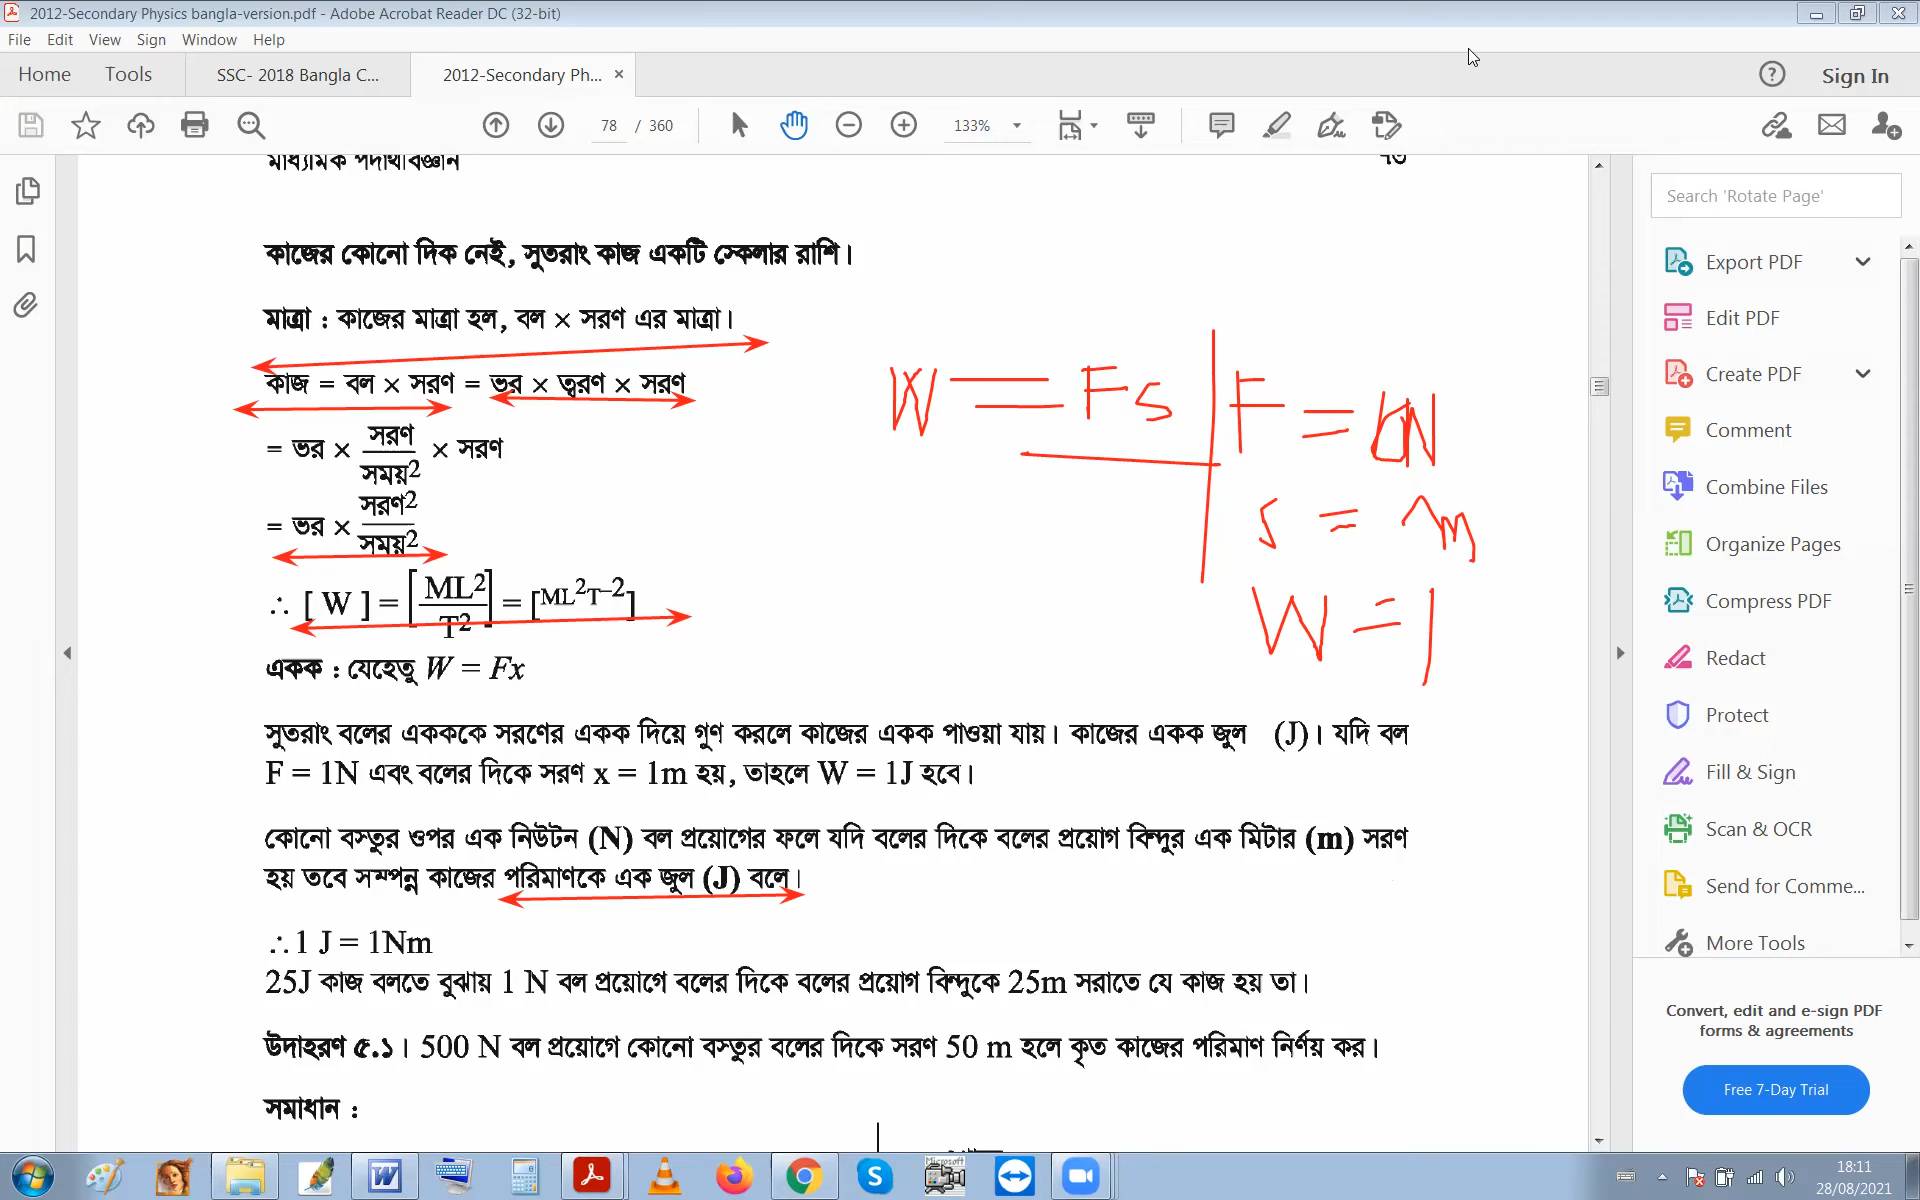 2012-Secondary Physics bangla-version.pdf - Adobe Acrobat Reader DC (32-bit)
File Edit View Sign Window Help
Home Tools SSC- 2018 Bangla C... 2012-Secondary Ph... × Sign In
78 / 360 133%
মাধ্যমিক পদার্থবিজ্ঞান ৭৩
Search 'Rotate Page'
কাজের কোনো দিক নেই, সুতরাং কাজ একটি স্কেলার রাশি।
মাত্রা : কাজের মাত্রা হল, বল × সরণ এর মাত্রা।
কাজ = বল × সরণ = ভর × ত্বরণ × সরণ
= ভর × সরণ/সময়² × সরণ
= ভর × সরণ²/সময়²
∴ [ W ] = [ML²/T²] = [ML²T⁻²]
একক : যেহেতু W = Fx
সুতরাং বলের একককে সরণের একক দিয়ে গুণ করলে কাজের একক পাওয়া যায়। কাজের একক জুল (J)। যদি বল
F = 1N এবং বলের দিকে সরণ x = 1m হয়, তাহলে W = 1J হবে।
কোনো বস্তুর ওপর এক নিউটন (N) বল প্রয়োগের ফলে যদি বলের দিকে বলের প্রয়োগ বিন্দুর এক মিটার (m) সরণ
হয় তবে সম্পন্ন কাজের পরিমাণকে এক জুল (J) বলে।
∴1 J = 1Nm
25J কাজ বলতে বুঝায় 1 N বল প্রয়োগে বলের দিকে বলের প্রয়োগ বিন্দুকে 25m সরাতে যে কাজ হয় তা।
উদাহরণ ৫.১। 500 N বল প্রয়োগে কোনো বস্তুর বলের দিকে সরণ 50 m হলে কৃত কাজের পরিমাণ নির্ণয় কর।
সমাধান :
W = Fs
F = N
s = m
W = 1
Export PDF
Edit PDF
Create PDF
Comment
Combine Files
Organize Pages
Compress PDF
Redact
Protect
Fill & Sign
Scan & OCR
Send for Comme...
More Tools
Convert, edit and e-sign PDF
forms & agreements
Free 7-Day Trial
18:11
28/08/2021